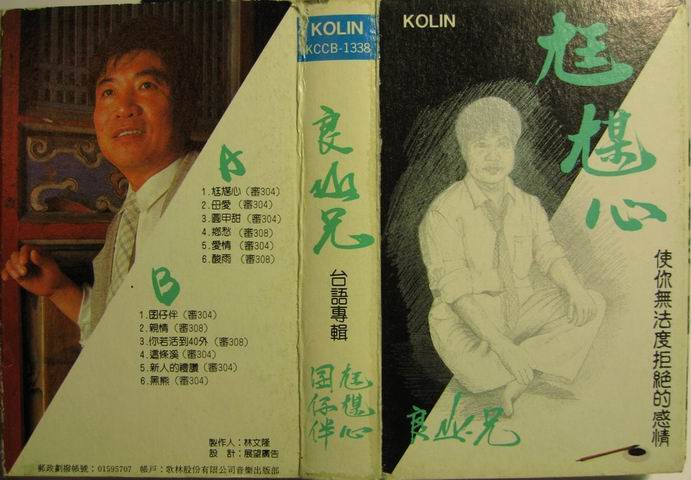 A
1.尪心 (審304)
2.母愛 (審304)
3.圓甲甜 (審304)
4.鄉愁 (審308)
5.愛情 (審304)
6.酸雨 (審308)
B
1.囝仔伴 (審304)
2.親情 (審308)
3.你若活到40外 (審308)
4.這條溪 (審304)
5.新人的禮讚 (審304)
6.黑熊 (審304)
製作人：林文隆
設 計：展望廣告
郵政劃撥帳號：01595707 帳戶：歌林股份有限公司音樂出版部
KOLIN
KCCB-1338
良山兄
台語專輯
尪心
囝仔伴
KOLIN
尪心
使你無法度拒絕的感情
良山兄